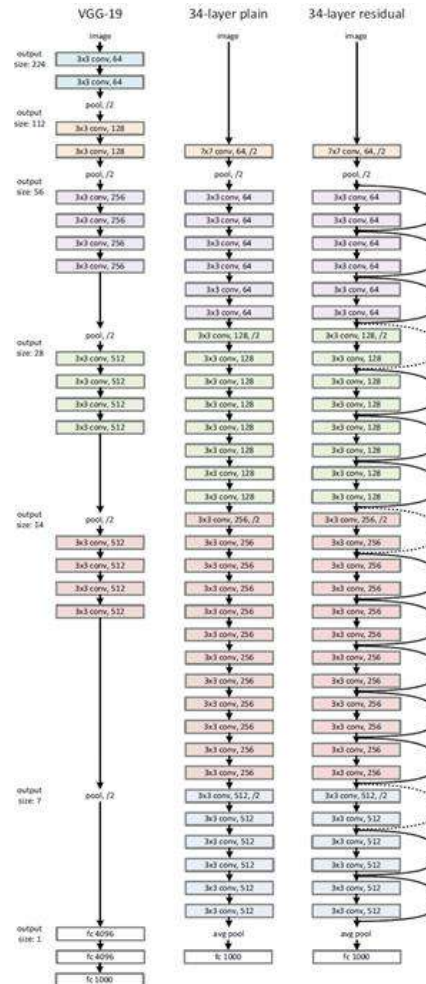 VGG-19
image
output
size: 224
3x3 conv, 64
3x3 conv, 64
pool, /2
output
size: 112
3x3 conv, 128
3x3 conv, 128
pool, /2
output
size: 56
3x3 conv, 256
3x3 conv, 256
3x3 conv, 256
3x3 conv, 256
pool, /2
output
size: 28
3x3 conv, 512
3x3 conv, 512
3x3 conv, 512
3x3 conv, 512
pool, /2
output
size: 14
3x3 conv, 512
3x3 conv, 512
3x3 conv, 512
3x3 conv, 512
output
size: 7
pool, /2
output
size: 1
fc 4096
fc 4096
fc 1000
34-layer plain
image
7x7 conv, 64, /2
pool, /2
3x3 conv, 64
3x3 conv, 64
3x3 conv, 64
3x3 conv, 64
3x3 conv, 64
3x3 conv, 64
3x3 conv, 128, /2
3x3 conv, 128
3x3 conv, 128
3x3 conv, 128
3x3 conv, 128
3x3 conv, 128
3x3 conv, 128
3x3 conv, 128
3x3 conv, 256, /2
3x3 conv, 256
3x3 conv, 256
3x3 conv, 256
3x3 conv, 256
3x3 conv, 256
3x3 conv, 256
3x3 conv, 256
3x3 conv, 256
3x3 conv, 256
3x3 conv, 256
3x3 conv, 256
3x3 conv, 512, /2
3x3 conv, 512
3x3 conv, 512
3x3 conv, 512
3x3 conv, 512
3x3 conv, 512
avg pool
fc 1000
34-layer residual
image
7x7 conv, 64, /2
pool, /2
3x3 conv, 64
3x3 conv, 64
3x3 conv, 64
3x3 conv, 64
3x3 conv, 64
3x3 conv, 64
3x3 conv, 128, /2
3x3 conv, 128
3x3 conv, 128
3x3 conv, 128
3x3 conv, 128
3x3 conv, 128
3x3 conv, 128
3x3 conv, 128
3x3 conv, 256, /2
3x3 conv, 256
3x3 conv, 256
3x3 conv, 256
3x3 conv, 256
3x3 conv, 256
3x3 conv, 256
3x3 conv, 256
3x3 conv, 256
3x3 conv, 256
3x3 conv, 256
3x3 conv, 256
3x3 conv, 512, /2
3x3 conv, 512
3x3 conv, 512
3x3 conv, 512
3x3 conv, 512
3x3 conv, 512
avg pool
fc 1000